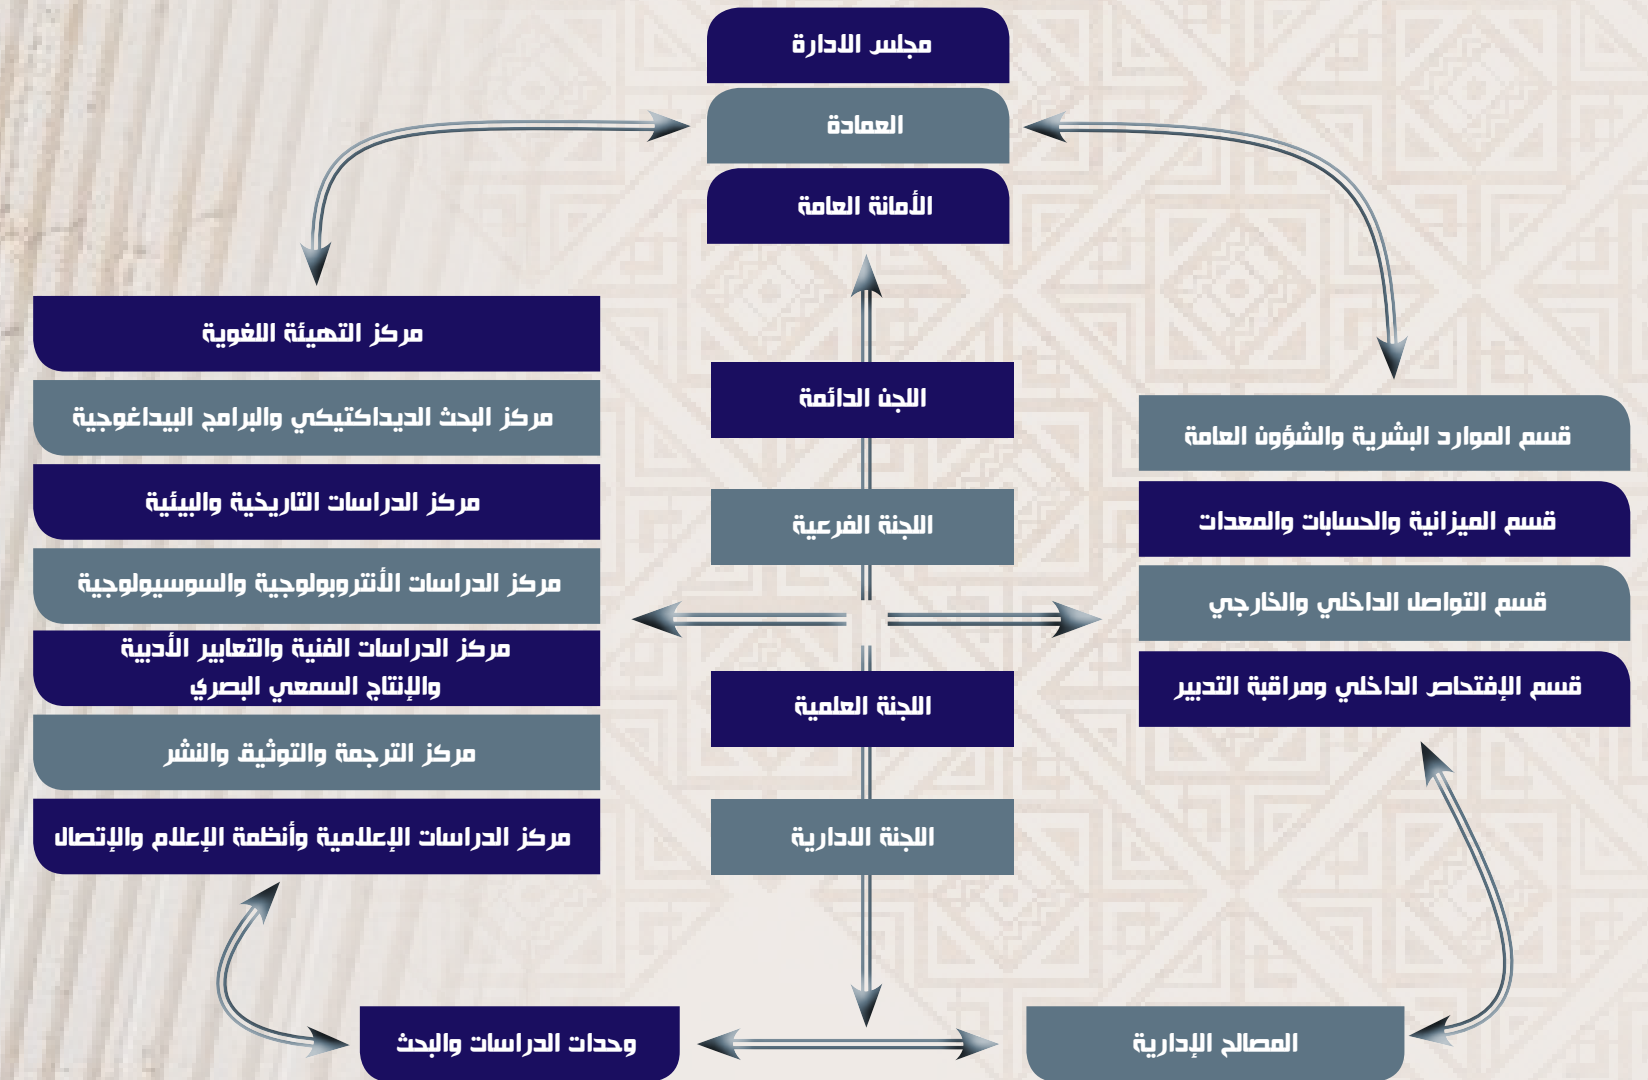 مجلس الادارة
العمادة
الأمانة العامة
قسم الموارد البشرية والشؤون العامة
قسم الميزانية والحسابات والمعدات
قسم التواصل الداخلي والخارجي
قسم الإفتحاص الداخلي ومراقبة التدبير
اللجن الدائمة
اللجنة الفرعية
اللجنة العلمية
اللجنة الادارية
مركز التهيئة اللغوية
مركز البحث الديداكتيكي والبرامج البيداغوجية
مركز الدراسات التاريخية والبيئية
مركز الدراسات الأنتروبولوجية والسوسيولوجية
مركز الدراسات الفنية والتعابير الأدبية
والإنتاج السمعي البصري
مركز الترجمة والتوثيق والنشر
مركز الدراسات الإعلامية وأنظمة الإعلام والإتصال
المصالح الإدارية
وحدات الدراسات والبحث